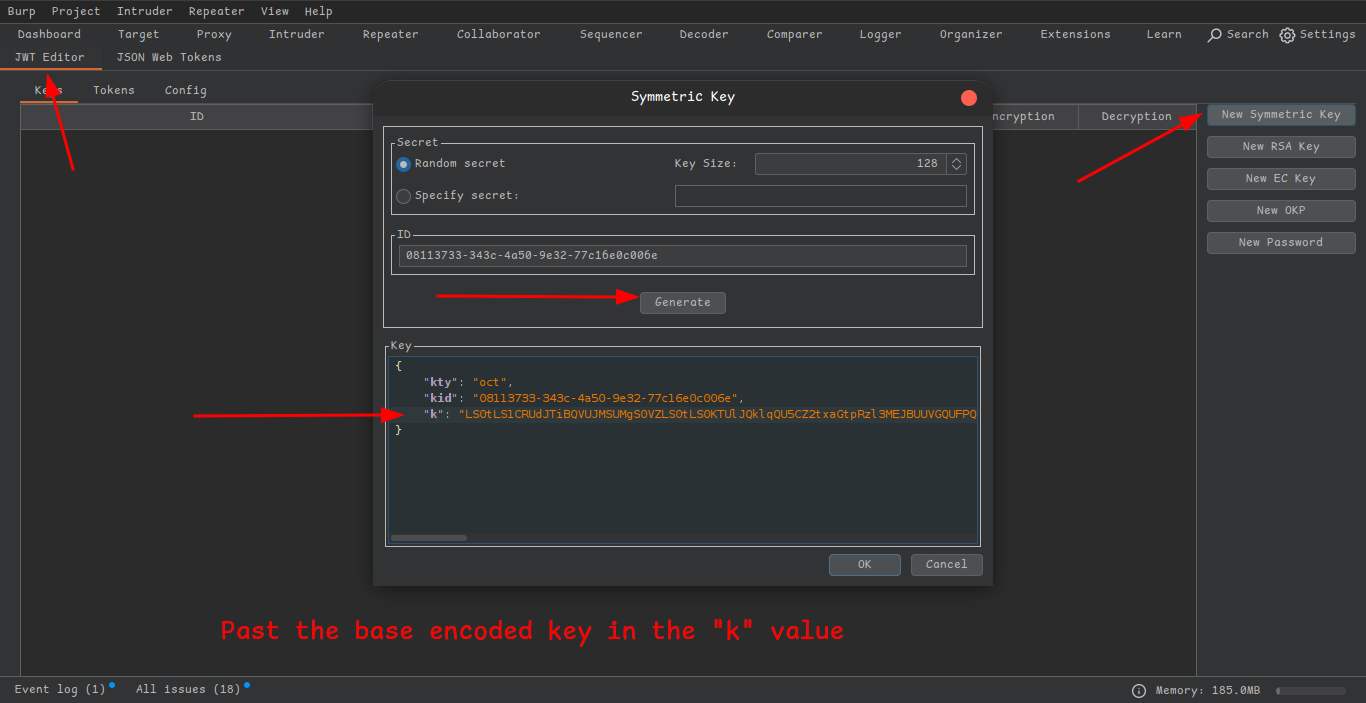 Burp Project Intruder Repeater View Help
Dashboard Target Proxy Intruder Repeater Collaborator Sequencer Decoder Comparer Logger Organizer Extensions Learn Search Settings
JWT Editor JSON Web Tokens
Tokens Config
Symmetric Key
ID Decryption
New Symmetric Key
New RSA Key
New EC Key
New OKP
New Password
Secret
Random secret Key Size: 128
Specify secret:
ID
08113733-343c-4a50-9e32-77c16e0c006e
Generate
Key
{
"kty": "oct",
"kid": "08113733-343c-4a50-9e32-77c16e0c006e",
"k":
}
OK Cancel
Past the base encoded key in the "k" value
Event log (1) All issues (18) Memory: 185.0MB